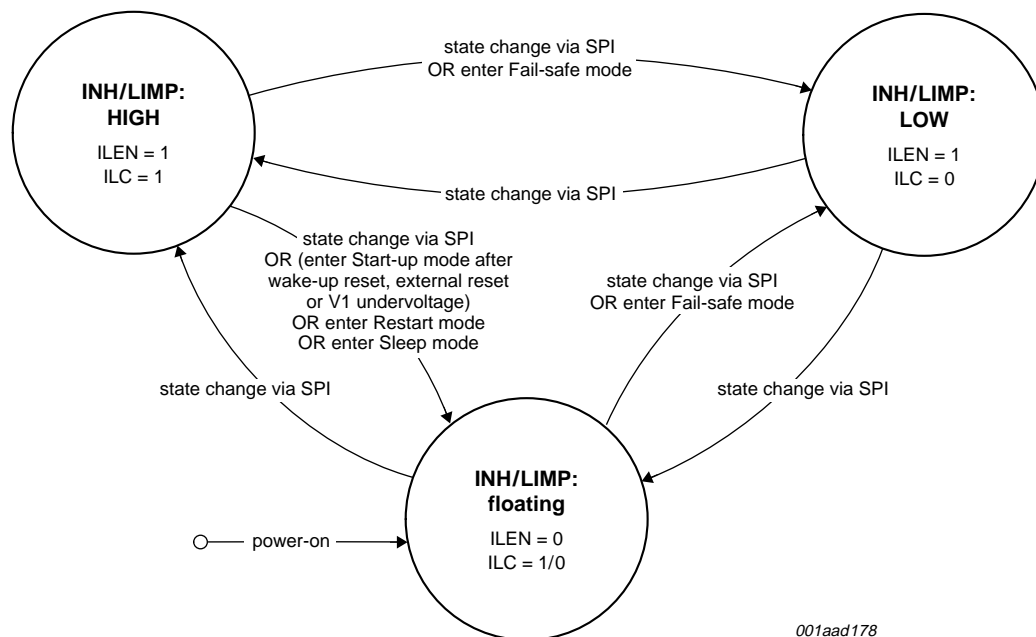 state change via SPI
OR enter Fail-safe mode
INH/LIMP:
HIGH
ILEN = 1
ILC = 1
INH/LIMP:
LOW
ILEN = 1
ILC = 0
state change via SPI
state change via SPI
OR (enter Start-up mode after
wake-up reset, external reset
or V1 undervoltage)
OR enter Restart mode
OR enter Sleep mode
state change via SPI
OR enter Fail-safe mode
state change via SPI
state change via SPI
INH/LIMP:
floating
ILEN = 0
ILC = 1/0
power-on
001aad178